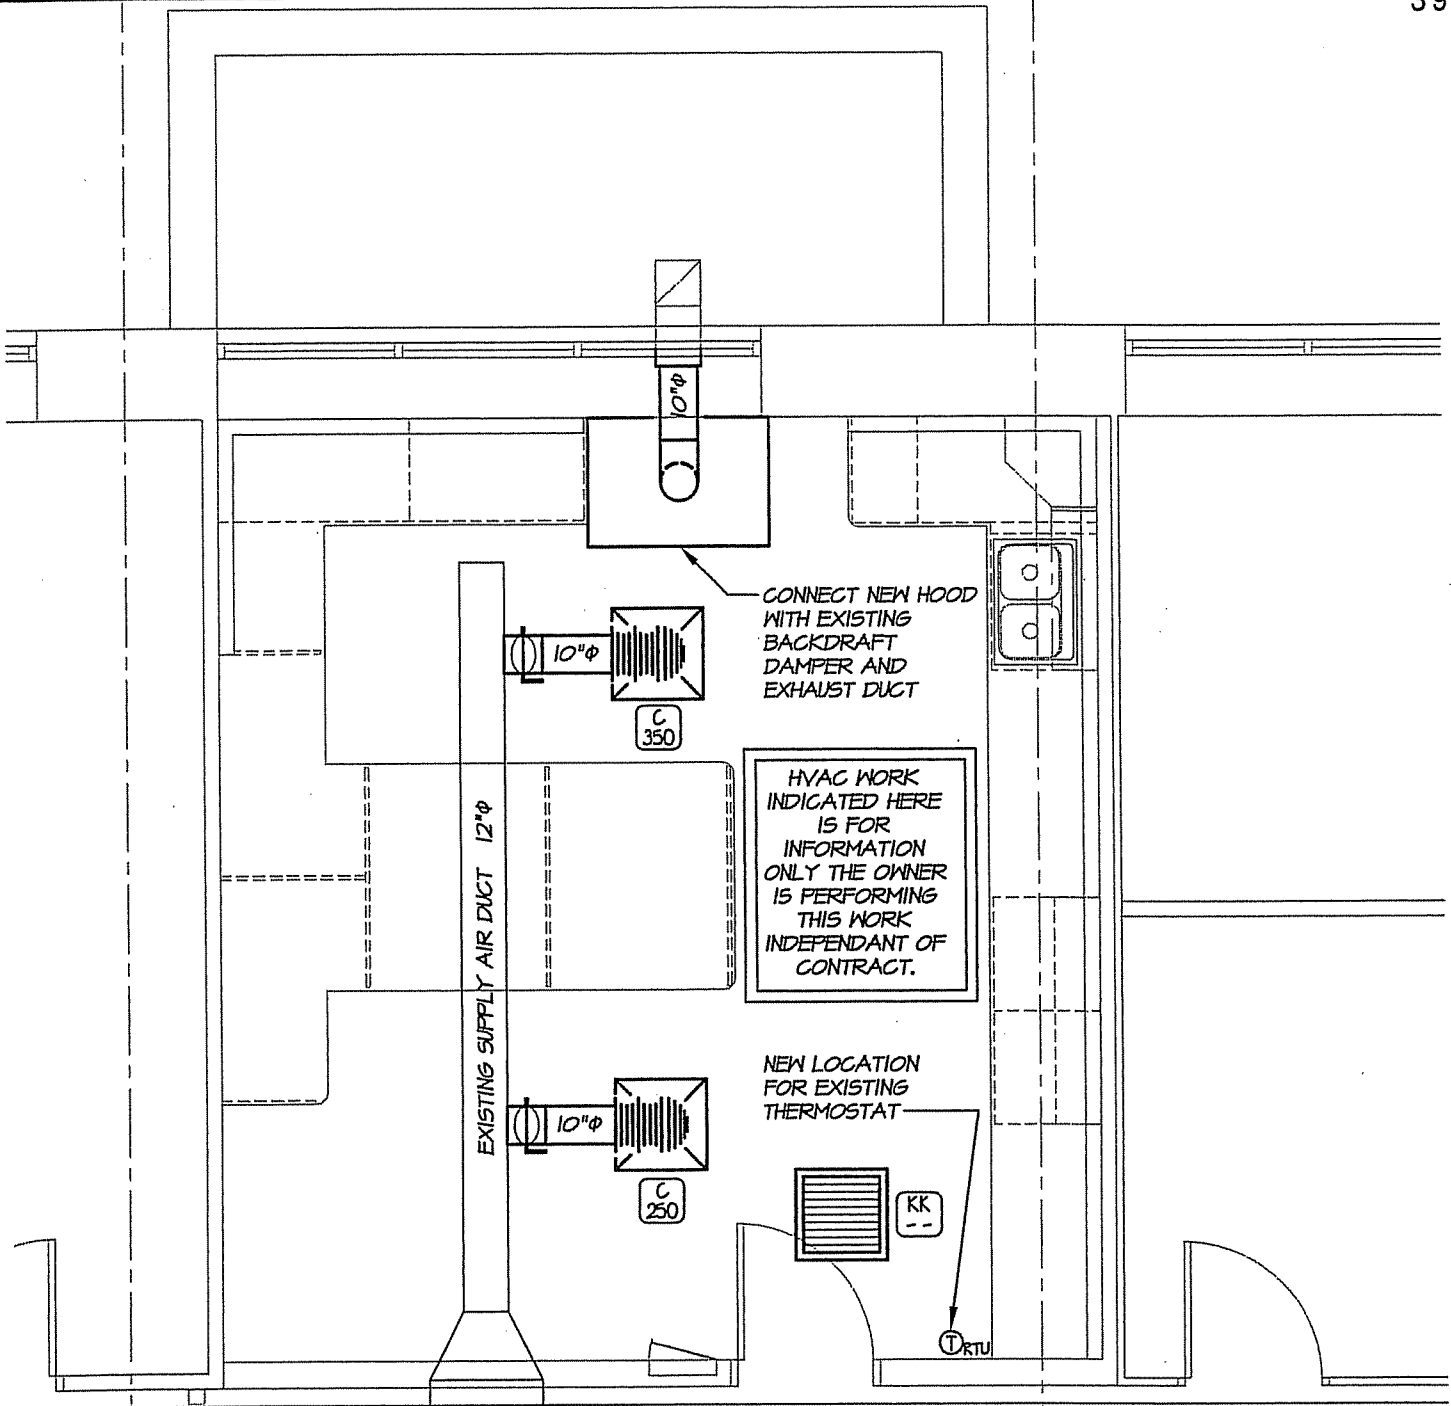 39
10"Φ
CONNECT NEW HOOD
WITH EXISTING
BACKDRAFT
DAMPER AND
EXHAUST DUCT
10"Φ
C
350
HVAC WORK
INDICATED HERE
IS FOR
INFORMATION
ONLY THE OWNER
IS PERFORMING
THIS WORK
INDEPENDANT OF
CONTRACT.
EXISTING SUPPLY AIR DUCT 12"Φ
NEW LOCATION
FOR EXISTING
THERMOSTAT
10"Φ
C
250
KK
--
T RTU